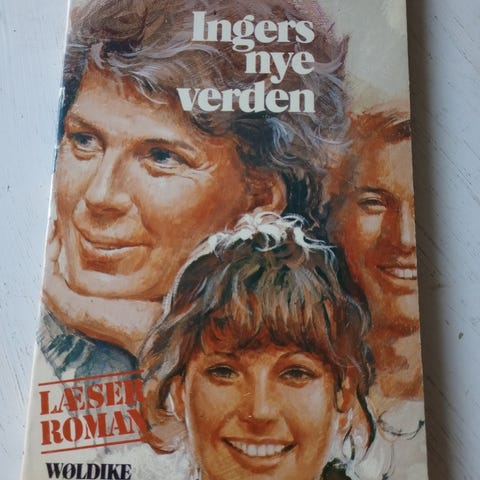 Ingers
nye
verden
LÆSER
ROMAN
WØLDIKE